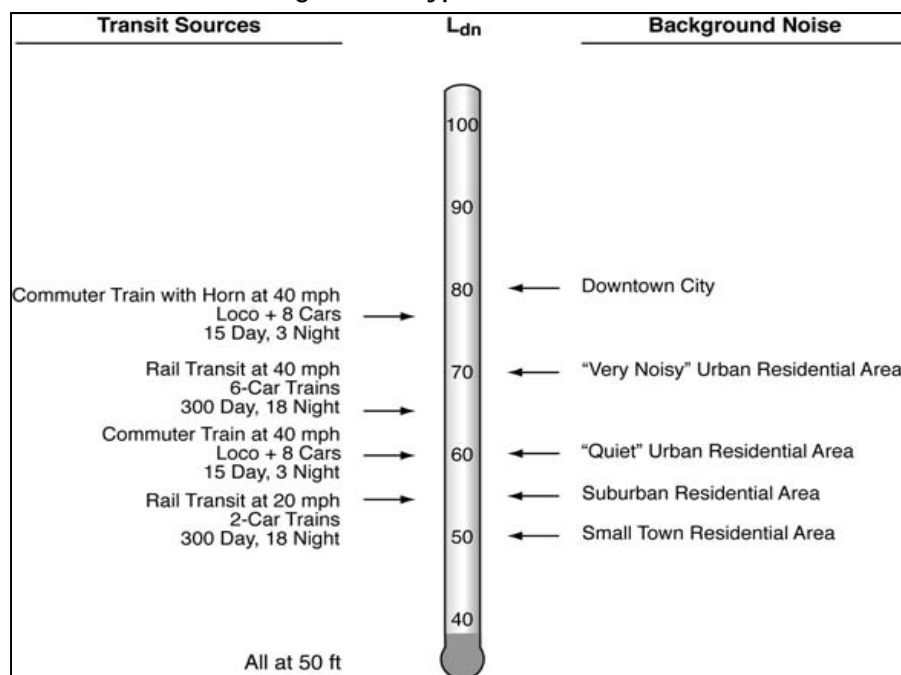 Transit Sources
Commuter Train with Horn at 40 mph
Loco + 8 Cars
15 Day, 3 Night
Rail Transit at 40 mph
6-Car Trains
300 Day, 18 Night
Commuter Train at 40 mph
Loco + 8 Cars
15 Day, 3 Night
Rail Transit at 20 mph
2-Car Trains
300 Day, 18 Night
All at 50 ft
Ldn
100
90
80
70
60
50
40
Background Noise
Downtown City
“Very Noisy” Urban Residential Area
“Quiet” Urban Residential Area
Suburban Residential Area
Small Town Residential Area